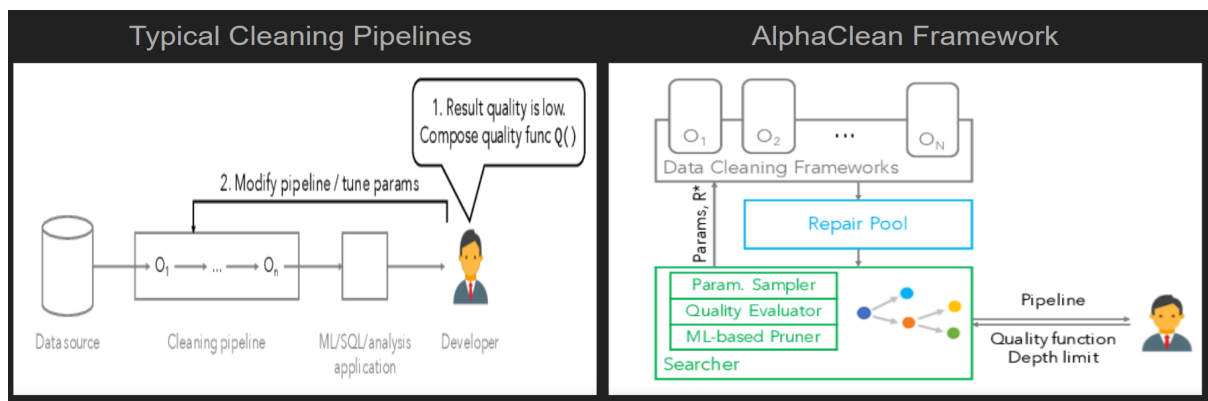 Typical Cleaning Pipelines
1. Result quality is low.
Compose quality func Q()
2. Modify pipeline / tune params
O1
...
On
Data source
Cleaning pipeline
ML/SQL/analysis
application
Developer
AlphaClean Framework
O1
O2
...
ON
Data Cleaning Frameworks
Params, R*
Repair Pool
Param. Sampler
Quality Evaluator
ML-based Pruner
Searcher
Pipeline
Quality function
Depth limit